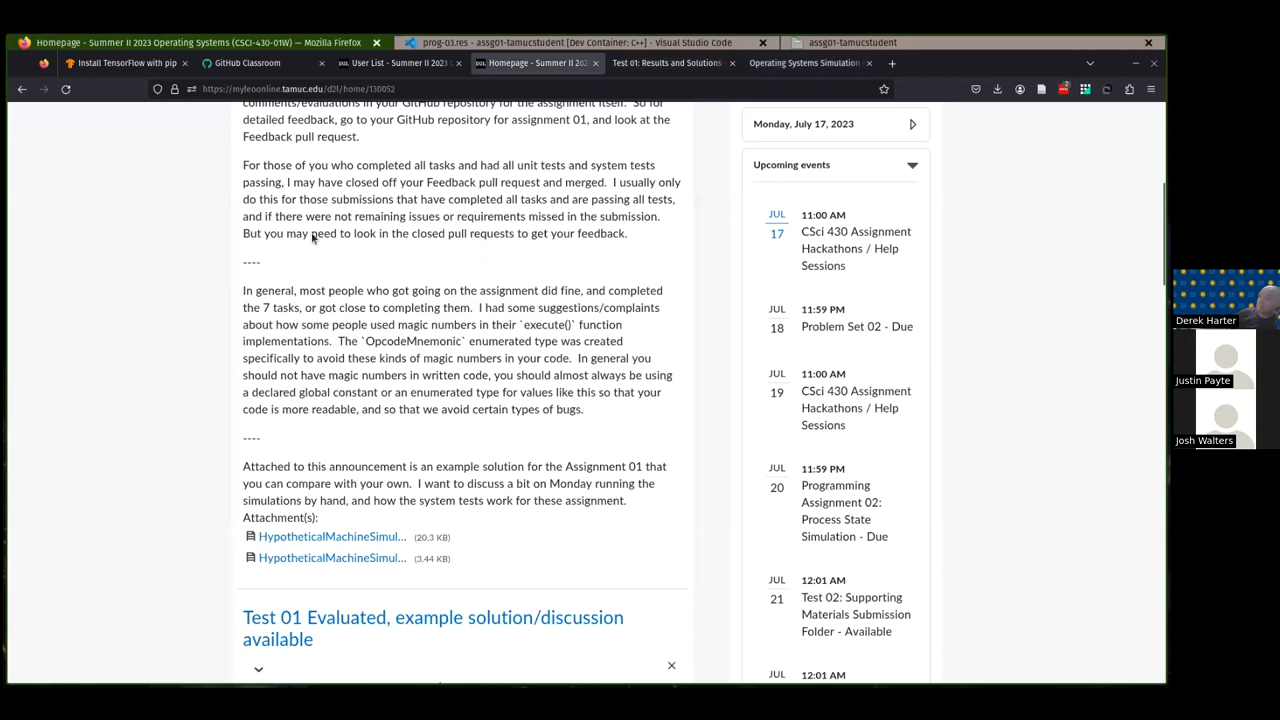 Homepage - Summer II 2023 Operating Systems (CSCI-430-01W) — Mozilla Firefox
prog-03.res - assg01-tamucstudent [Dev Container: C++] - Visual Studio Code
assg01-tamucstudent
Install TensorFlow with pip
GitHub Classroom
User List - Summer II 2023
Homepage - Summer II 202
Test 01: Results and Solutions
Operating Systems Simulation
https://myleoonline.tamuc.edu/d2l/home/130052
comments/evaluations in your GitHub repository for the assignment itself. So for
detailed feedback, go to your GitHub repository for assignment 01, and look at the
Feedback pull request.
For those of you who completed all tasks and had all unit tests and system tests
passing, I may have closed off your Feedback pull request and merged. I usually only
do this for those submissions that have completed all tasks and are passing all tests,
and if there were not remaining issues or requirements missed in the submission.
But you may need to look in the closed pull requests to get your feedback.
----
In general, most people who got going on the assignment did fine, and completed
the 7 tasks, or got close to completing them. I had some suggestions/complaints
about how some people used magic numbers in their `execute()` function
implementations. The `OpcodeMnemonic` enumerated type was created
specifically to avoid these kinds of magic numbers in your code. In general you
should not have magic numbers in written code, you should almost always be using
a declared global constant or an enumerated type for values like this so that your
code is more readable, and so that we avoid certain types of bugs.
----
Attached to this announcement is an example solution for the Assignment 01 that
you can compare with your own. I want to discuss a bit on Monday running the
simulations by hand, and how the system tests work for these assignment.
Attachment(s):
HypotheticalMachineSimul... (20.3 KB)
HypotheticalMachineSimul... (3.44 KB)
Test 01 Evaluated, example solution/discussion
available
Monday, July 17, 2023
Upcoming events
JUL
17
11:00 AM
CSci 430 Assignment
Hackathons / Help
Sessions
JUL
18
11:59 PM
Problem Set 02 - Due
JUL
19
11:00 AM
CSci 430 Assignment
Hackathons / Help
Sessions
JUL
20
11:59 PM
Programming
Assignment 02:
Process State
Simulation - Due
JUL
21
12:01 AM
Test 02: Supporting
Materials Submission
Folder - Available
JUL
12:01 AM
Derek Harter
Justin Payte
Josh Walters